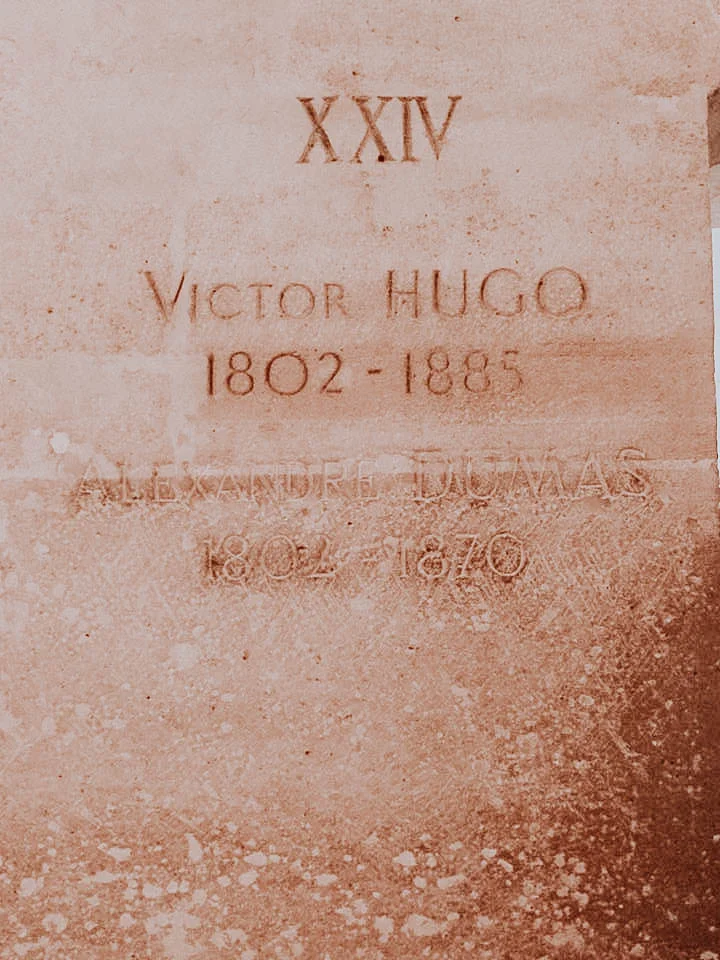 XXIV
VICTOR HUGO
1802 - 1885
ALEXANDRE DUMAS
1802 - 1870